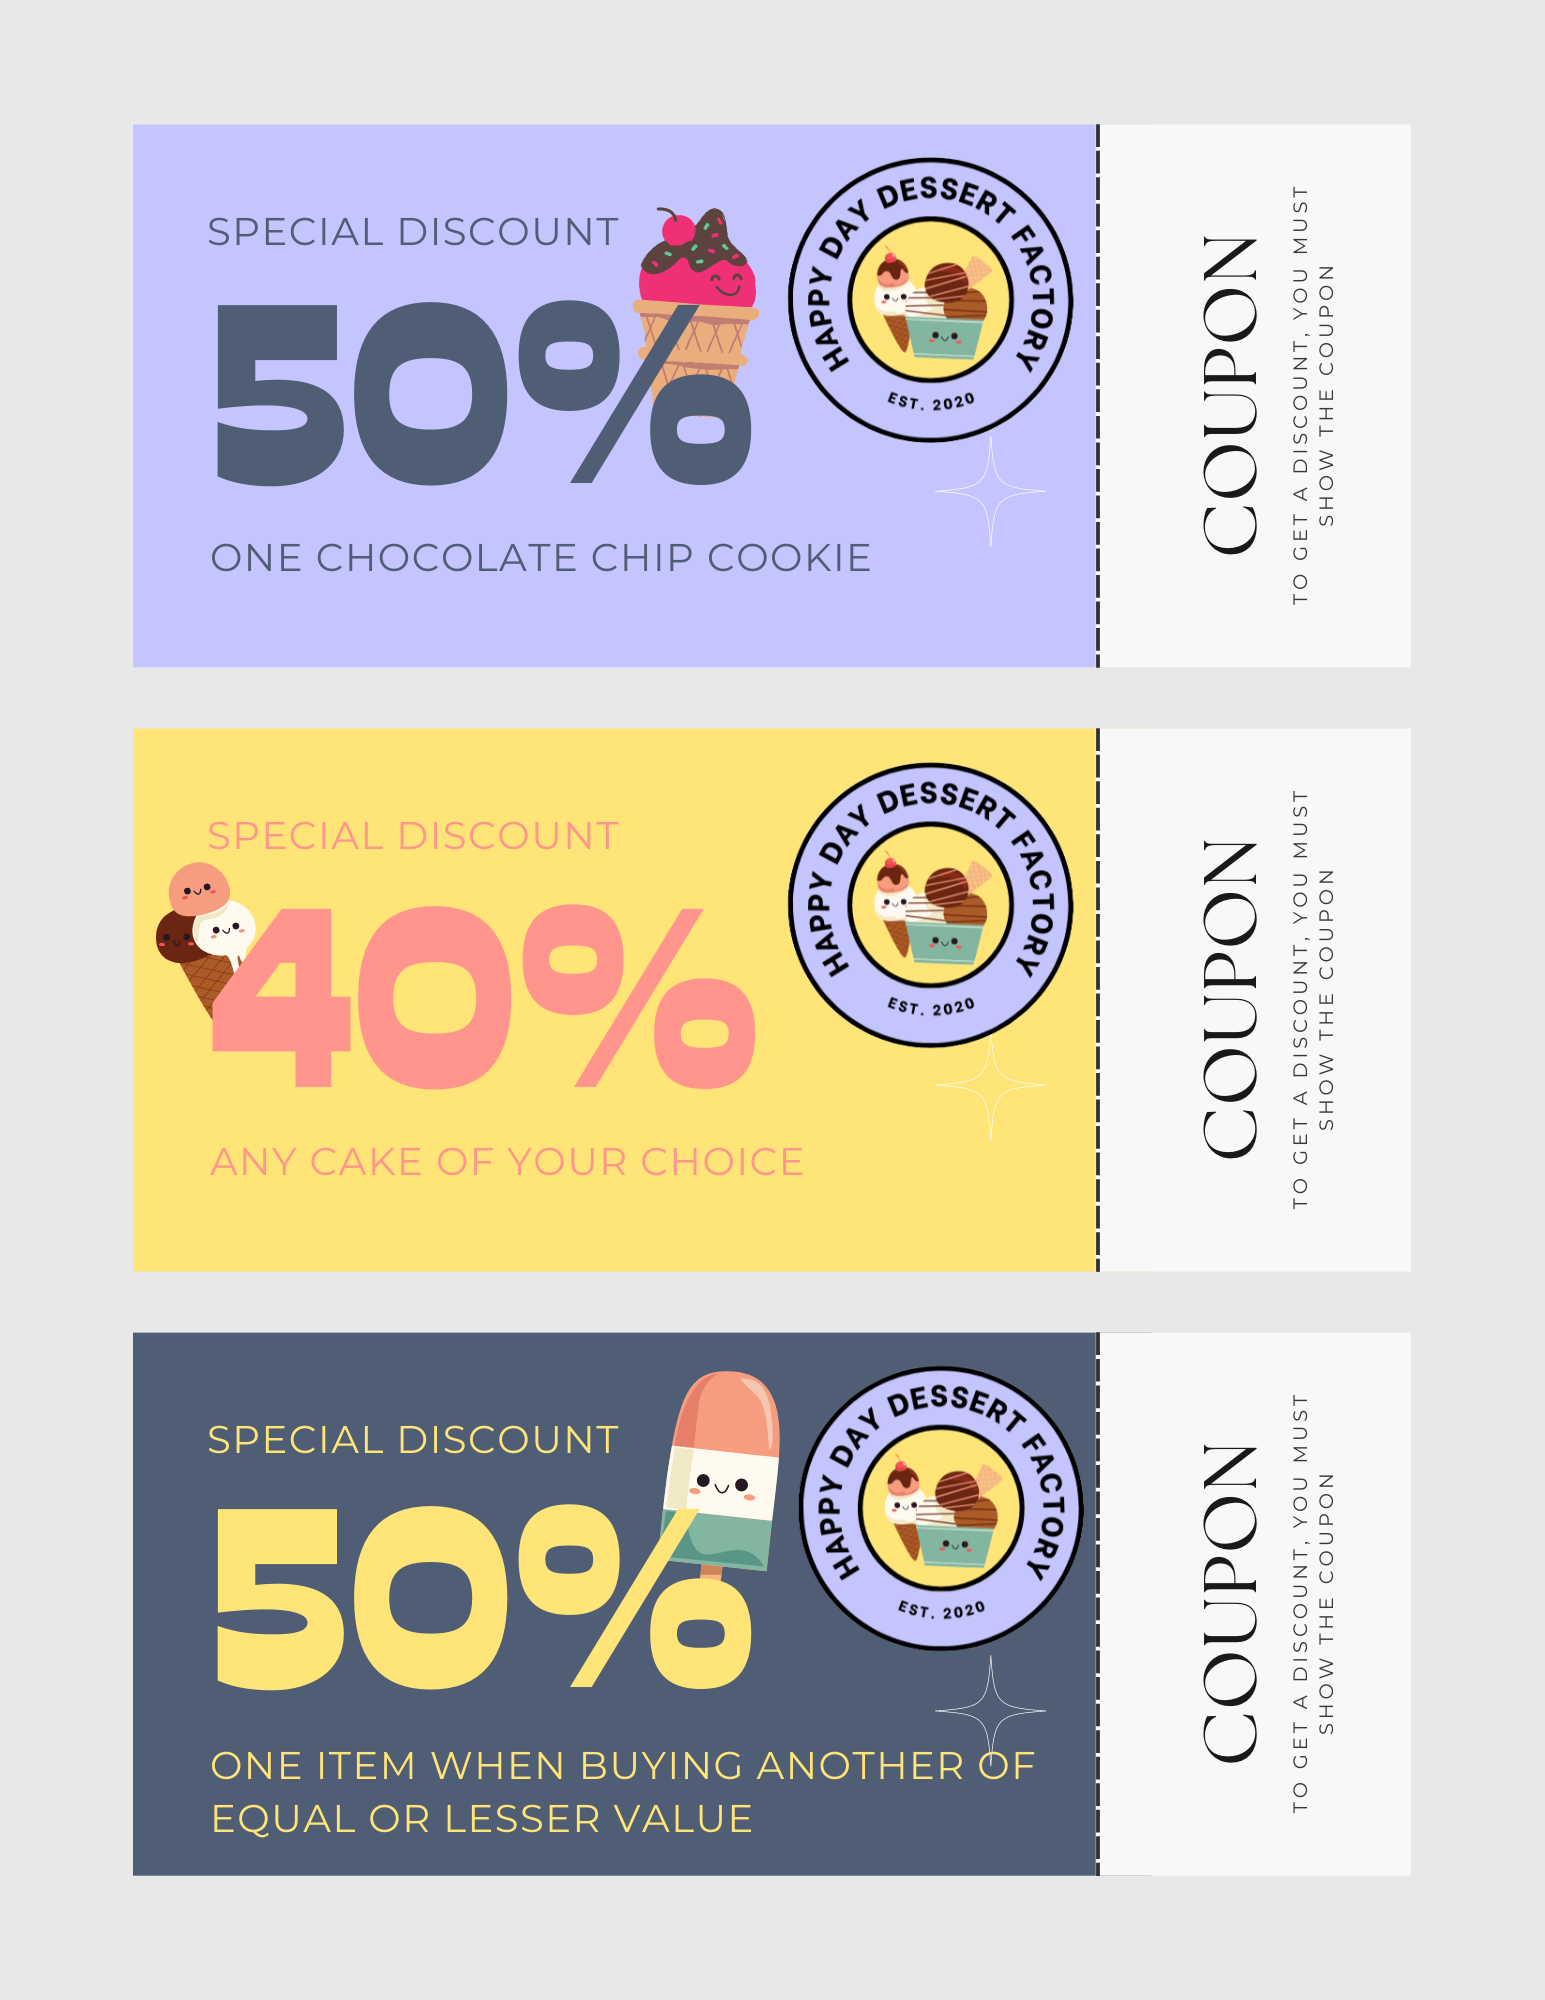 SPECIAL DISCOUNT
50%
ONE CHOCOLATE CHIP COOKIE
HAPPY DAY DESSERT FACTORY
EST. 2020
COUPON
TO GET A DISCOUNT, YOU MUST
SHOW THE COUPON
SPECIAL DISCOUNT
40%
ANY CAKE OF YOUR CHOICE
HAPPY DAY DESSERT FACTORY
EST. 2020
COUPON
TO GET A DISCOUNT, YOU MUST
SHOW THE COUPON
SPECIAL DISCOUNT
50%
ONE ITEM WHEN BUYING ANOTHER OF
EQUAL OR LESSER VALUE
HAPPY DAY DESSERT FACTORY
EST. 2020
COUPON
TO GET A DISCOUNT, YOU MUST
SHOW THE COUPON